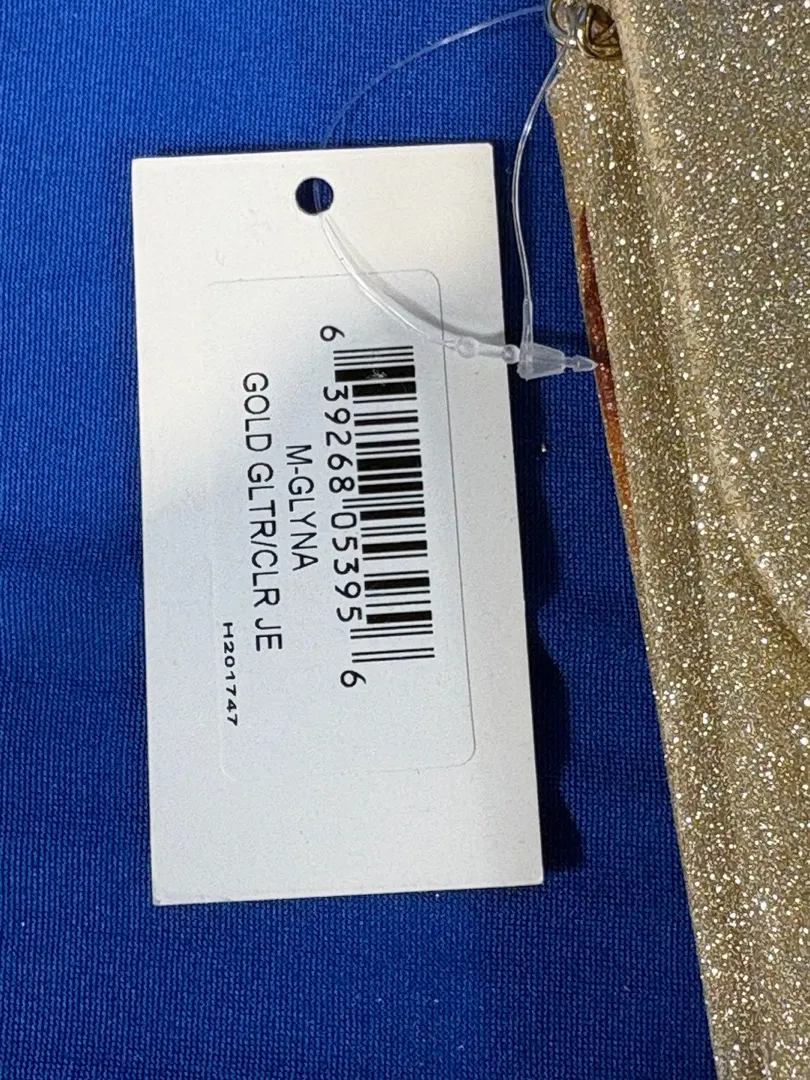 6 39268 05395 6
M-GLYNA
GOLD GLTR/CLR JE
H201747